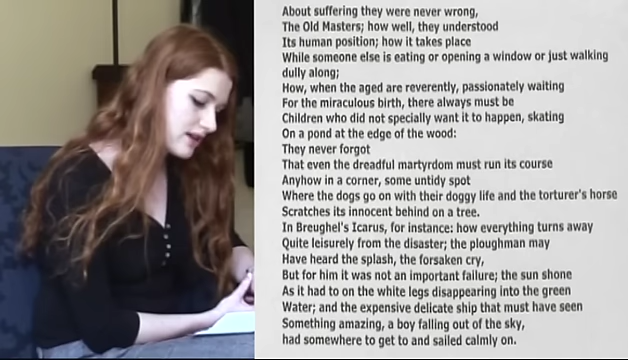 About suffering they were never wrong,
The Old Masters; how well, they understood
Its human position; how it takes place
While someone else is eating or opening a window or just walking
dully along;
How, when the aged are reverently, passionately waiting
For the miraculous birth, there always must be
Children who did not specially want it to happen, skating
On a pond at the edge of the wood:
They never forgot
That even the dreadful martyrdom must run its course
Anyhow in a corner, some untidy spot
Where the dogs go on with their doggy life and the torturer's horse
Scratches its innocent behind on a tree.
In Breughel's Icarus, for instance: how everything turns away
Quite leisurely from the disaster; the ploughman may
Have heard the splash, the forsaken cry,
But for him it was not an important failure; the sun shone
As it had to on the white legs disappearing into the green
Water; and the expensive delicate ship that must have seen
Something amazing, a boy falling out of the sky,
had somewhere to get to and sailed calmly on.